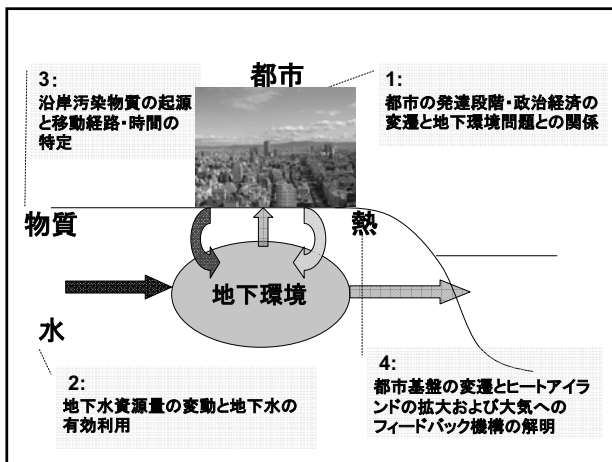 都市
3:
沿岸汚染物質の起源
と移動経路・時間の
特定
1:
都市の発達段階・政治経済の
変遷と地下環境問題との関係
物質
熱
地下環境
水
2:
地下水資源量の変動と地下水の
有効利用
4:
都市基盤の変遷とヒートアイラ
ンドの拡大および大気への
フィードバック機構の解明